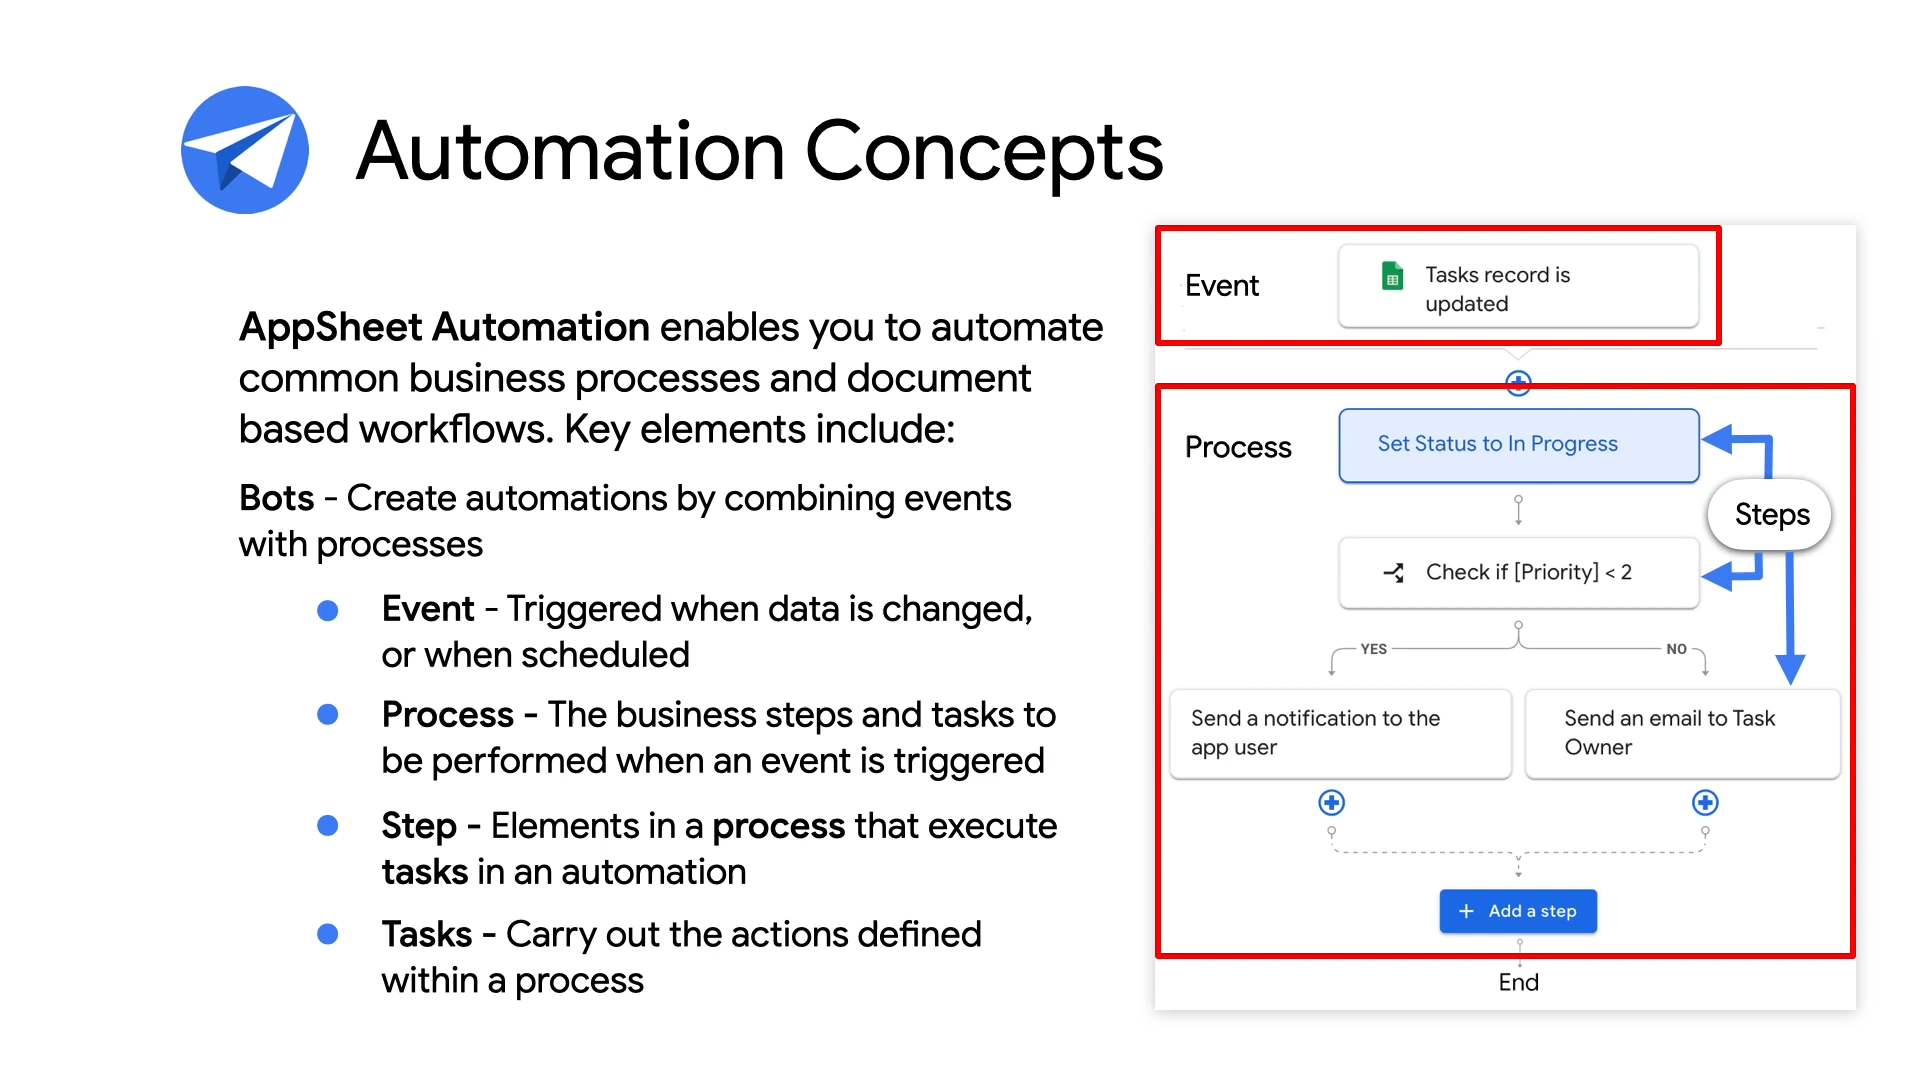 Automation Concepts
AppSheet Automation enables you to automate
common business processes and document
based workflows. Key elements include:
Bots - Create automations by combining events
with processes
Event - Triggered when data is changed,
or when scheduled
Process - The business steps and tasks to
be performed when an event is triggered
Step - Elements in a process that execute
tasks in an automation
Tasks - Carry out the actions defined
within a process
Event
Tasks record is
updated
Process
Set Status to In Progress
Steps
Check if [Priority] < 2
YES
NO
Send a notification to the
app user
Send an email to Task
Owner
+ Add a step
End